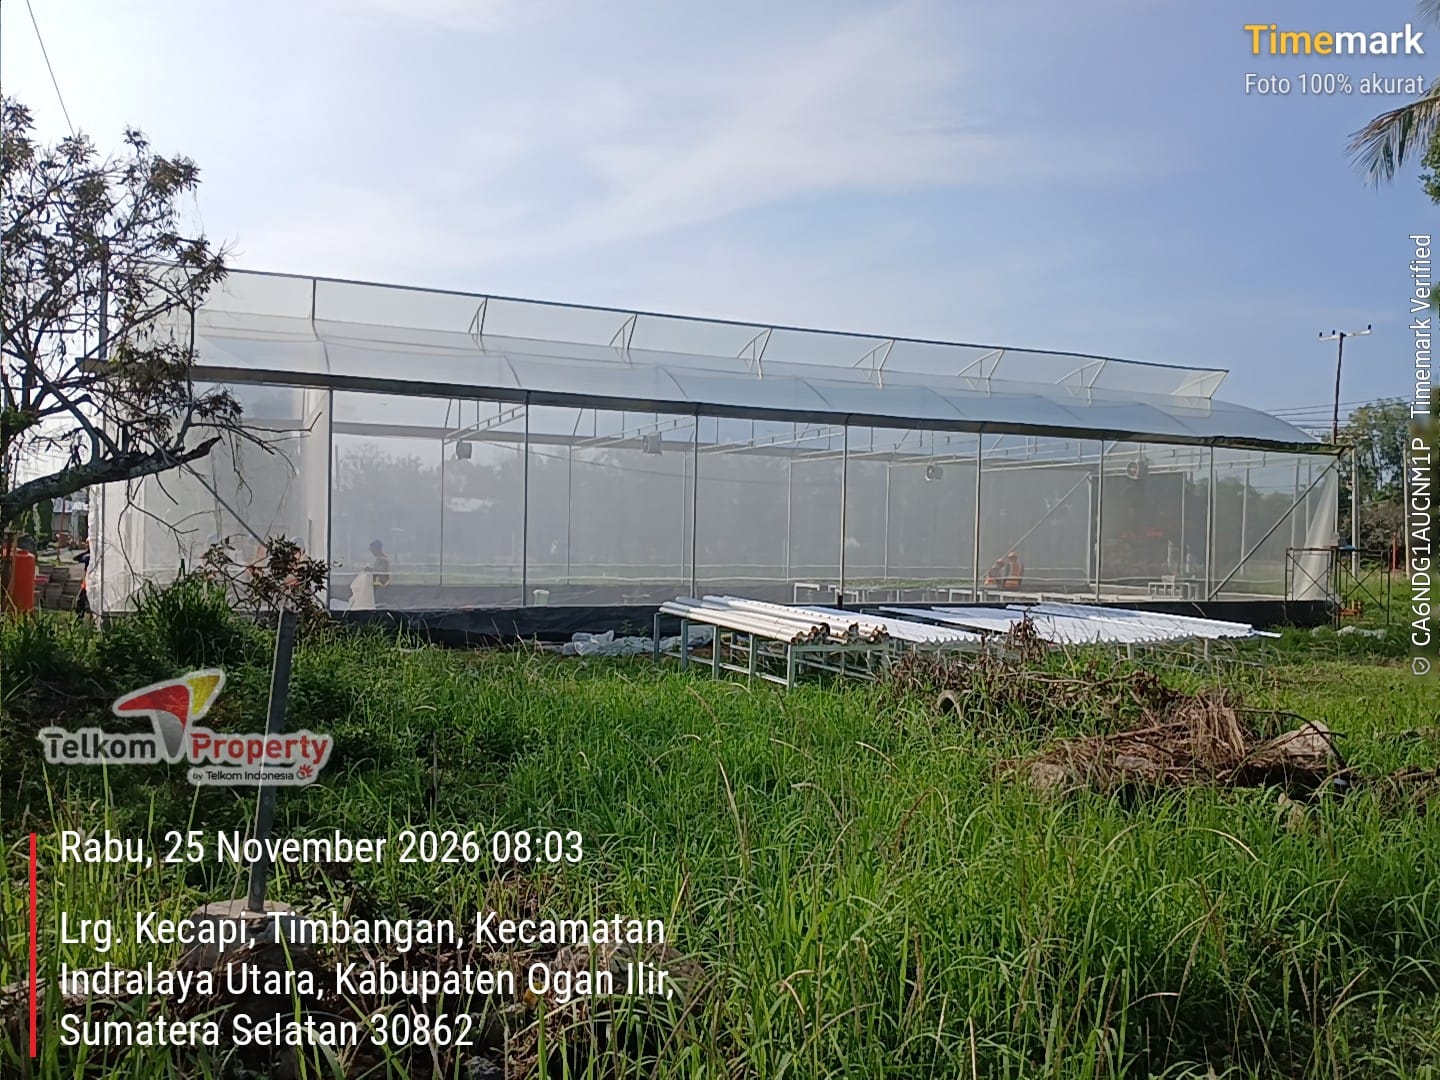 Timemark
Foto 100% akurat
CA6NDG1AUCNM1P Timemark Verified
Telkom Property
by Telkom Indonesia
Rabu, 25 November 2026 08:03
Lrg. Kecapi, Timbangan, Kecamatan
Indralaya Utara, Kabupaten Ogan Ilir,
Sumatera Selatan 30862